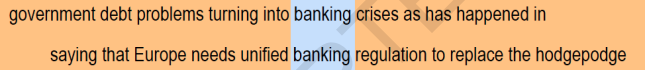 government debt problems turning into banking crises as has happened in
saying that Europe needs unified banking regulation to replace the hodgepodge